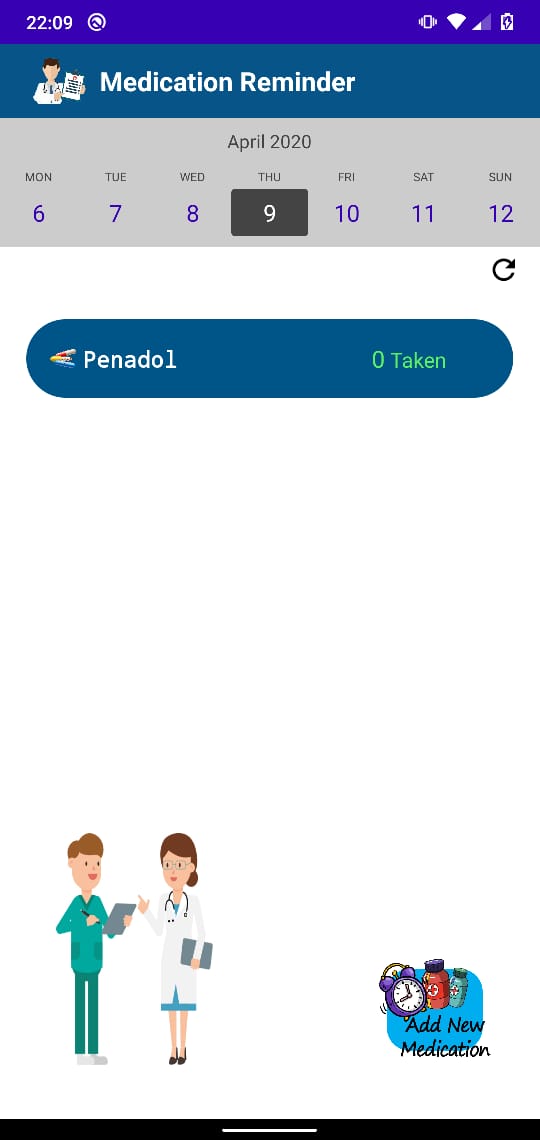 22:09
Medication Reminder
April 2020
MON TUE WED THU FRI SAT SUN
6 7 8 9 10 11 12
Penadol 0 Taken
Add New
Medication